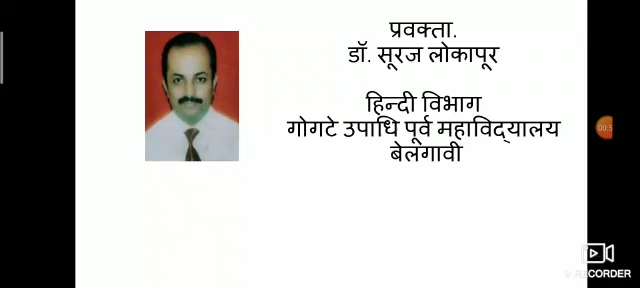 प्रवक्ता.
डॉ. सूरज लोकापूर
हिन्दी विभाग
गोगटे उपाधि पूर्व महाविद्यालय
बेलगावी
RECORDER